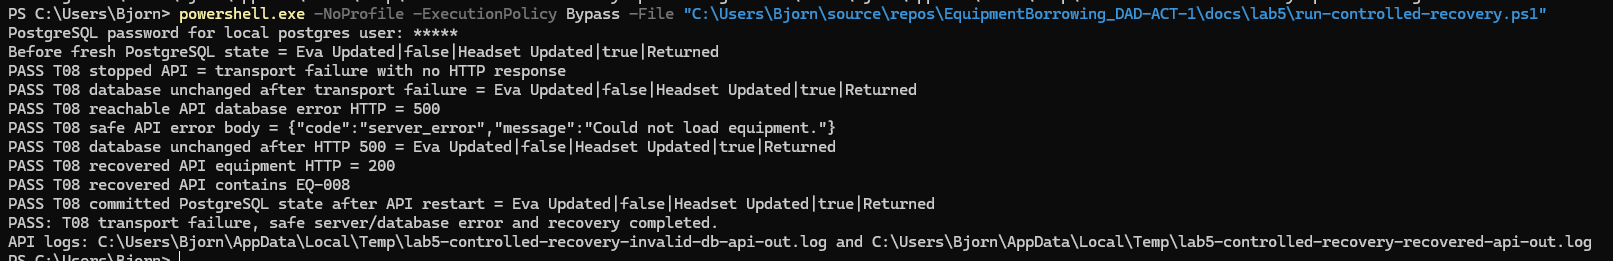 PS C:\Users\Bjorn> powershell.exe -NoProfile -ExecutionPolicy Bypass -File "C:\Users\Bjorn\source\repos\EquipmentBorrowing_DAD-ACT-1\docs\lab5\run-controlled-recovery.ps1"
PostgreSQL password for local postgres user: *****
Before fresh PostgreSQL state = Eva Updated|false|Headset Updated|true|Returned
PASS T08 stopped API = transport failure with no HTTP response
PASS T08 database unchanged after transport failure = Eva Updated|false|Headset Updated|true|Returned
PASS T08 reachable API database error HTTP = 500
PASS T08 safe API error body = {"code":"server_error","message":"Could not load equipment."}
PASS T08 database unchanged after HTTP 500 = Eva Updated|false|Headset Updated|true|Returned
PASS T08 recovered API equipment HTTP = 200
PASS T08 recovered API contains EQ-008
PASS T08 committed PostgreSQL state after API restart = Eva Updated|false|Headset Updated|true|Returned
PASS: T08 transport failure, safe server/database error and recovery completed.
API logs: C:\Users\Bjorn\AppData\Local\Temp\lab5-controlled-recovery-invalid-db-api-out.log and C:\Users\Bjorn\AppData\Local\Temp\lab5-controlled-recovery-recovered-api-out.log
PS C:\Users\Bjorn>